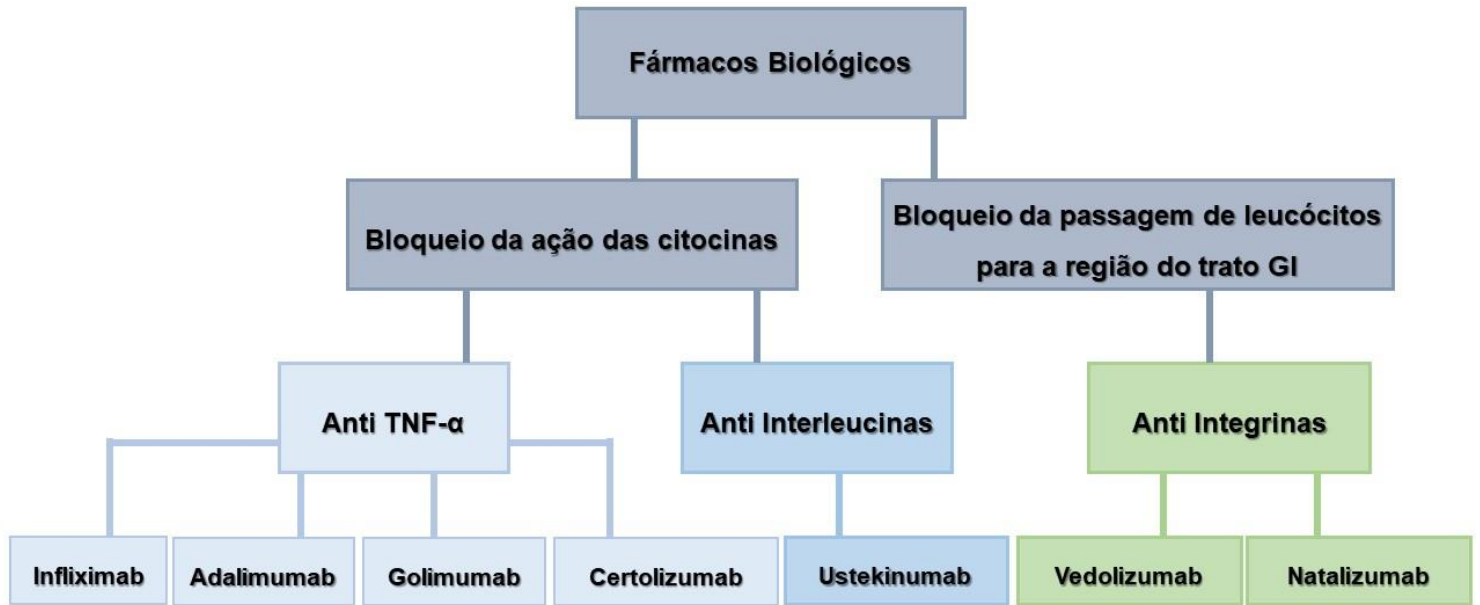 Fármacos Biológicos
Bloqueio da ação das citocinas
Bloqueio da passagem de leucócitos
para a região do trato GI
Anti TNF-α
Anti Interleucinas
Anti Integrinas
Infliximab
Adalimumab
Golimumab
Certolizumab
Ustekinumab
Vedolizumab
Natalizumab